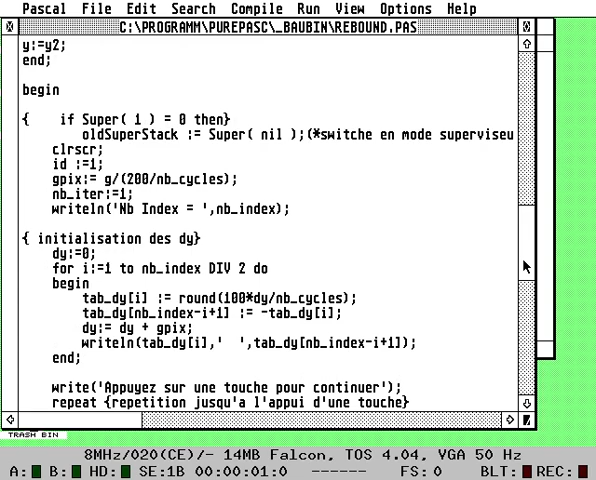 Pascal File Edit Search Compile Run View Options Help
C:\PROGRAMM\PUREPASC\_BAUBIN\REBOUND.PAS
y:=y2;
end;
begin
{ if Super( 1 ) = 0 then}
oldSuperStack := Super( nil );(*switche en mode superviseu
clrscr;
id :=1;
gpix:= g/(200/nb_cycles);
nb_iter:=1;
writeln('Nb Index = ',nb_index);
{ initialisation des dy}
dy:=0;
for i:=1 to nb_index DIV 2 do
begin
tab_dy[i] := round(100*dy/nb_cycles);
tab_dy[nb_index-i+1] := -tab_dy[i];
dy:= dy + gpix;
writeln(tab_dy[i],' ',tab_dy[nb_index-i+1]);
end;
write('Appuyez sur une touche pour continuer');
repeat {repetition jusqu'a l'appui d'une touche}
TRASH BIN
8MHz/020(CE)/- 14MB Falcon, TOS 4.04, VGA 50 Hz
A: B: HD: SE:1B 00:00:01:0 ------ FS: 0 BLT: REC: